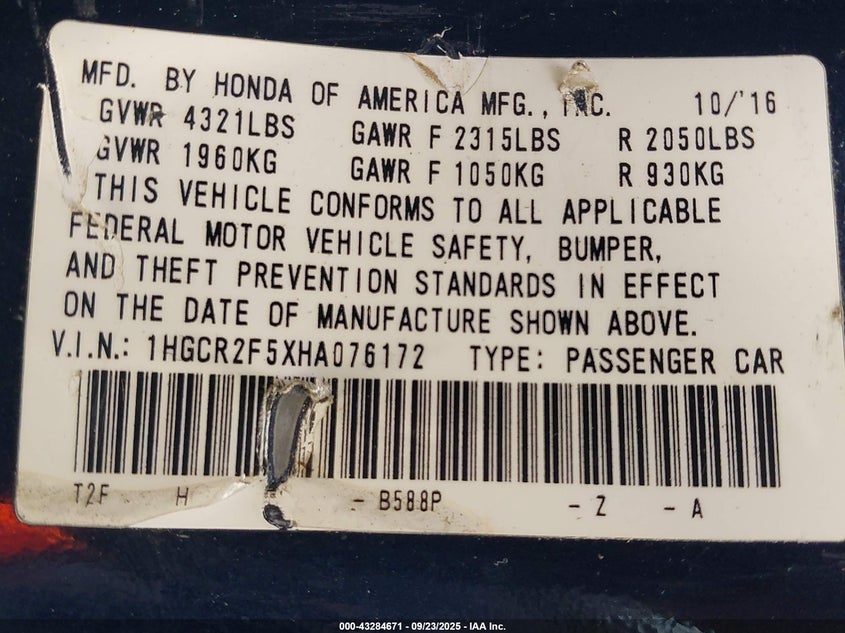 MFD. BY HONDA OF AMERICA MFG., INC. 10/'16
GVWR 4321LBS GAWR F 2315LBS R 2050LBS
GVWR 1960KG GAWR F 1050KG R 930KG
THIS VEHICLE CONFORMS TO ALL APPLICABLE
FEDERAL MOTOR VEHICLE SAFETY, BUMPER,
AND THEFT PREVENTION STANDARDS IN EFFECT
ON THE DATE OF MANUFACTURE SHOWN ABOVE.
V.I.N.: 1HGCR2F5XHA076172 TYPE: PASSENGER CAR
T2F H - B588P - Z - A
000-43284671 - 09/23/2025 - IAA Inc.